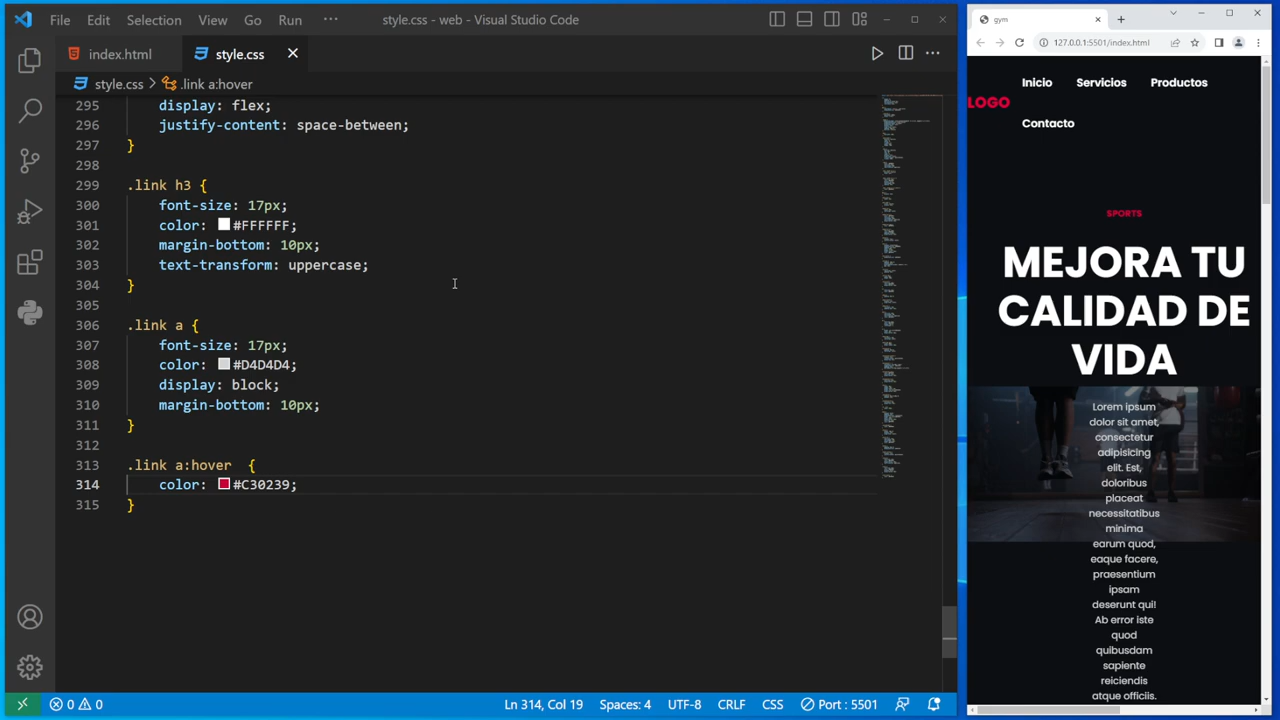 File Edit Selection View Go Run ··· style.css - web - Visual Studio Code
index.html style.css
style.css > .link a:hover
295 display: flex;
296 justify-content: space-between;
297 }
298
299 .link h3 {
300 font-size: 17px;
301 color: #FFFFFF;
302 margin-bottom: 10px;
303 text-transform: uppercase;
304 }
305
306 .link a {
307 font-size: 17px;
308 color: #D4D4D4;
309 display: block;
310 margin-bottom: 10px;
311 }
312
313 .link a:hover {
314 color: #C30239;
315 }
0 0 Ln 314, Col 19 Spaces: 4 UTF-8 CRLF CSS Port : 5501
gym
127.0.0.1:5501/index.html
Inicio Servicios Productos
LOGO
Contacto
SPORTS
MEJORA TU
CALIDAD DE
VIDA
Lorem ipsum
dolor sit amet,
consectetur
adipisicing
elit. Est,
doloribus
placeat
necessitatibus
minima
earum quod,
eaque facere,
praesentium
ipsam
deserunt qui!
Ab error iste
quod
quibusdam
sapiente
reiciendis
atque officiis.